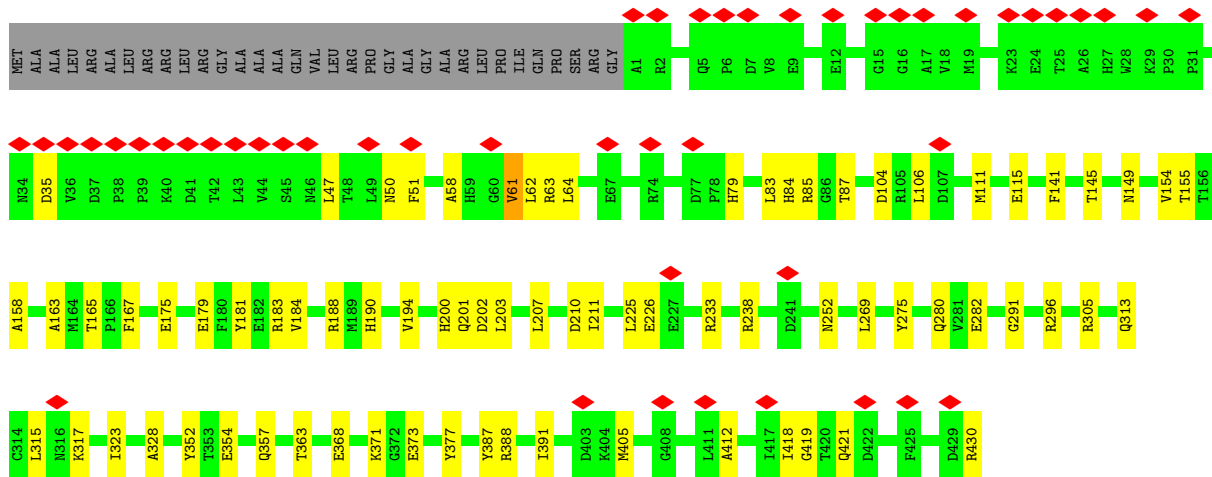 MET ALA ALA LEU ARG ALA LEU ARG ARG LEU ARG GLY ALA ALA ALA GLN VAL LEU ARG PRO GLY ALA GLY ALA ARG LEU PRO ILE GLN PRO SER ARG GLY A1 R2 Q5 P6 D7 V8 E9 E12 G15 G16 A17 V18 M19 K23 E24 T25 A26 H27 W28 K29 P30 P31
N34 D35 V36 D37 P38 P39 K40 D41 T42 L43 V44 S45 N46 L47 T48 L49 N50 F51 A58 H59 G60 V61 L62 R63 L64 E67 R74 D77 P78 H79 L83 H84 R85 G86 T87 D104 R105 L106 D107 M111 E115 F141 T145 N149 V154 T155 T156
A158 A163 M164 T165 P166 F167 E175 E179 F180 Y181 E182 R183 V184 R188 M189 H190 V194 H200 Q201 D202 L203 L207 D210 I211 L225 E226 E227 R233 R238 D241 N252 L269 Y275 Q280 V281 E282 G291 R296 R305 Q313
C314 L315 N316 K317 I323 A328 Y352 T353 E354 Q357 T363 E368 K371 G372 E373 Y377 Y387 R388 I391 D403 K404 M405 G408 L411 A412 I417 I418 G419 T420 Q421 D422 F425 D429 R430